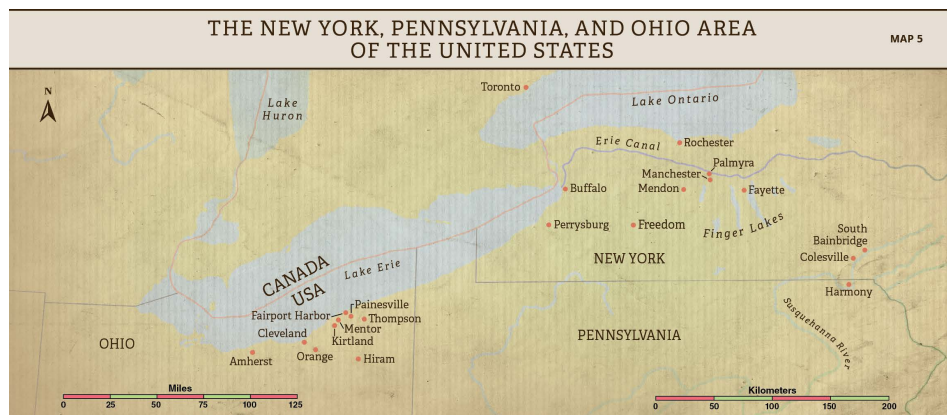 THE NEW YORK, PENNSYLVANIA, AND OHIO AREA
OF THE UNITED STATES
MAP 5
N
Lake
Huron
Toronto
Lake Ontario
Erie Canal
Rochester
Palmyra
Manchester
Mendon
Fayette
Buffalo
Perrysburg
Freedom
Finger Lakes
South
Bainbridge
Colesville
NEW YORK
Harmony
CANADA
USA
Lake Erie
Susquehanna River
PENNSYLVANIA
Painesville
Fairport Harbor
Thompson
Mentor
Cleveland
Kirtland
OHIO
Amherst
Orange
Hiram
Miles
0 25 50 75 100 125
Kilometers
0 50 100 150 200